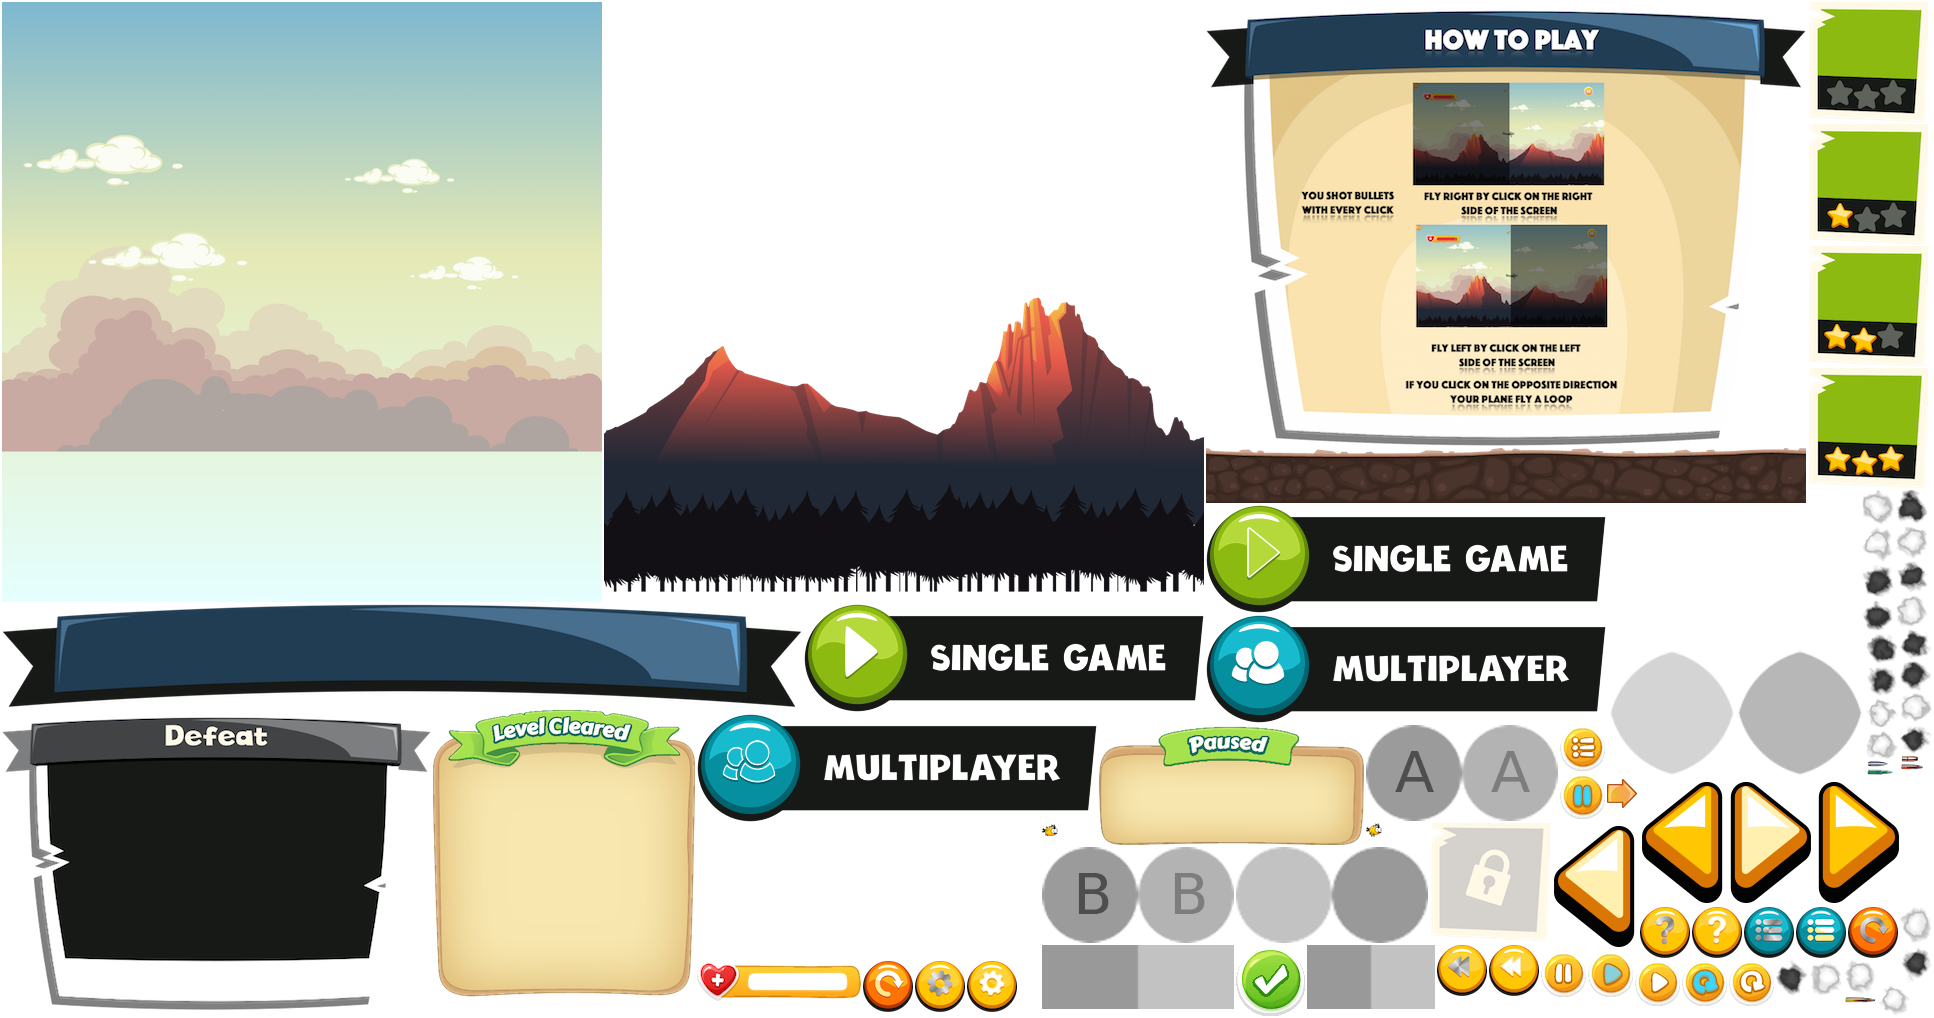 HOW TO PLAY
YOU SHOT BULLETS
WITH EVERY CLICK
FLY RIGHT BY CLICK ON THE RIGHT
SIDE OF THE SCREEN
FLY LEFT BY CLICK ON THE LEFT
SIDE OF THE SCREEN
IF YOU CLICK ON THE OPPOSITE DIRECTION
YOUR PLANE FLY A LOOP
SINGLE GAME
SINGLE GAME
MULTIPLAYER
Defeat
Level Cleared
MULTIPLAYER
Paused
A
A
B
B
?
?